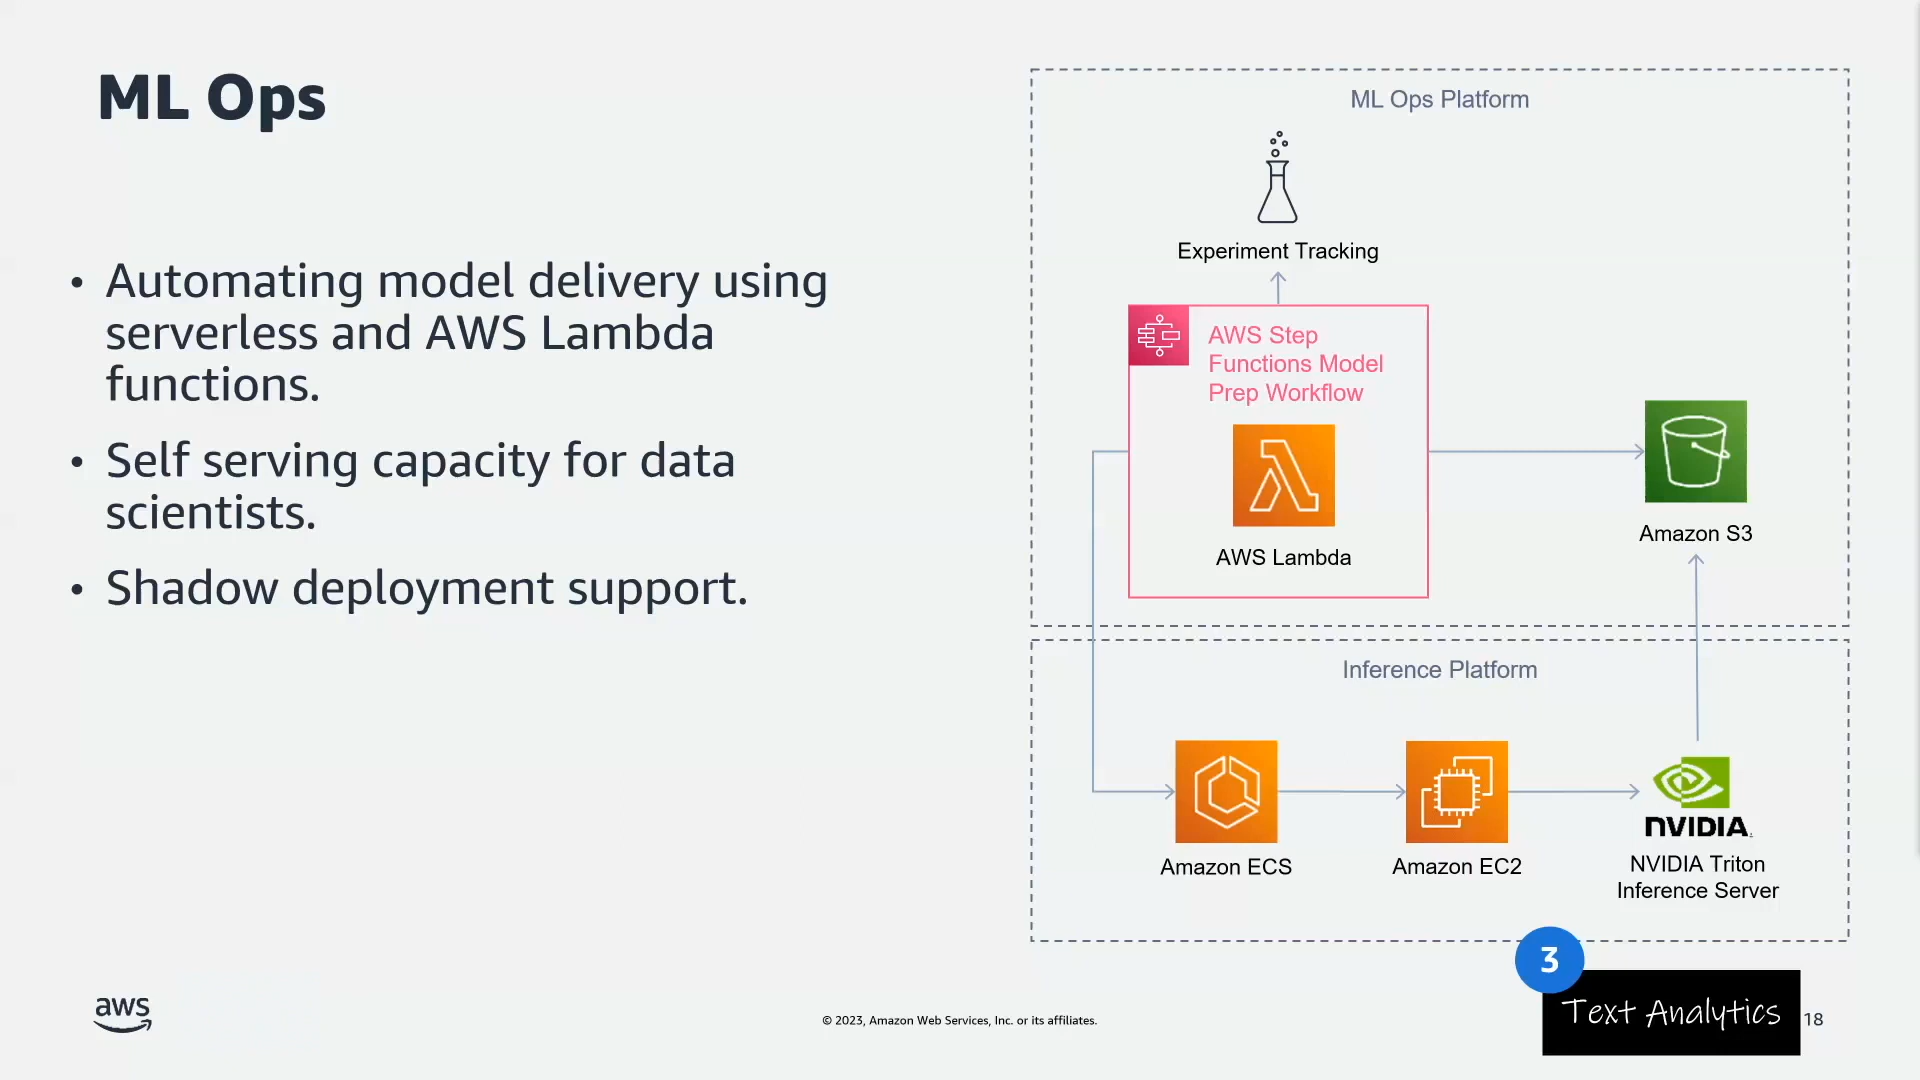 ML Ops
• Automating model delivery using
serverless and AWS Lambda
functions.
• Self serving capacity for data
scientists.
• Shadow deployment support.
ML Ops Platform
Experiment Tracking
AWS Step
Functions Model
Prep Workflow
AWS Lambda
Amazon S3
Inference Platform
Amazon ECS
Amazon EC2
NVIDIA.
NVIDIA Triton
Inference Server
3
Text Analytics
aws
© 2023, Amazon Web Services, Inc. or its affiliates.
18